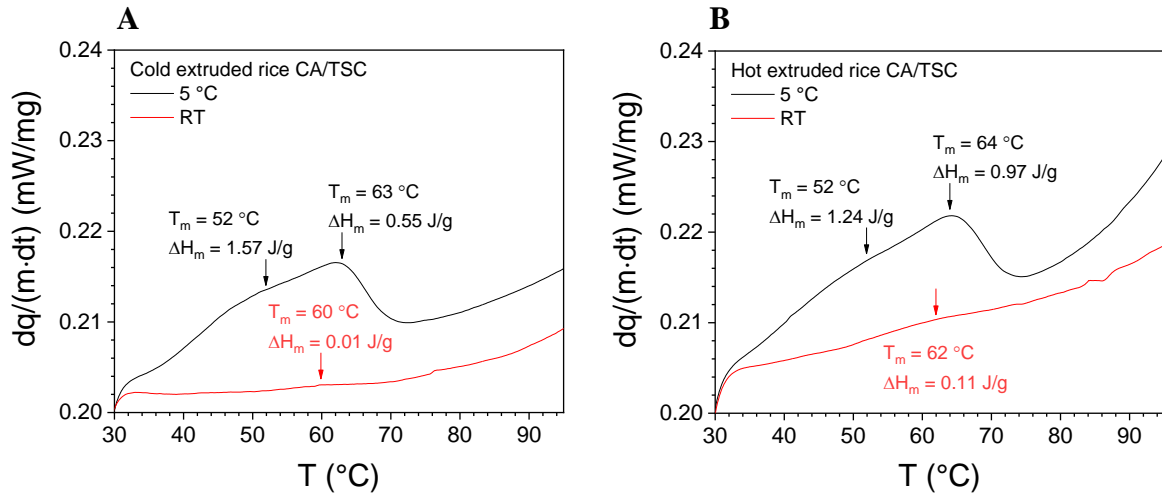 A
Cold extruded rice CA/TSC
5 °C
RT
T_m = 52 °C
ΔH_m = 1.57 J/g
T_m = 63 °C
ΔH_m = 0.55 J/g
T_m = 60 °C
ΔH_m = 0.01 J/g
0.24
0.23
0.22
0.21
0.20
dq/(m·dt) (mW/mg)
30 40 50 60 70 80 90
T (°C)
B
Hot extruded rice CA/TSC
5 °C
RT
T_m = 64 °C
ΔH_m = 0.97 J/g
T_m = 52 °C
ΔH_m = 1.24 J/g
T_m = 62 °C
ΔH_m = 0.11 J/g
0.24
0.23
0.22
0.21
0.20
dq/(m·dt) (mW/mg)
30 40 50 60 70 80 90
T (°C)